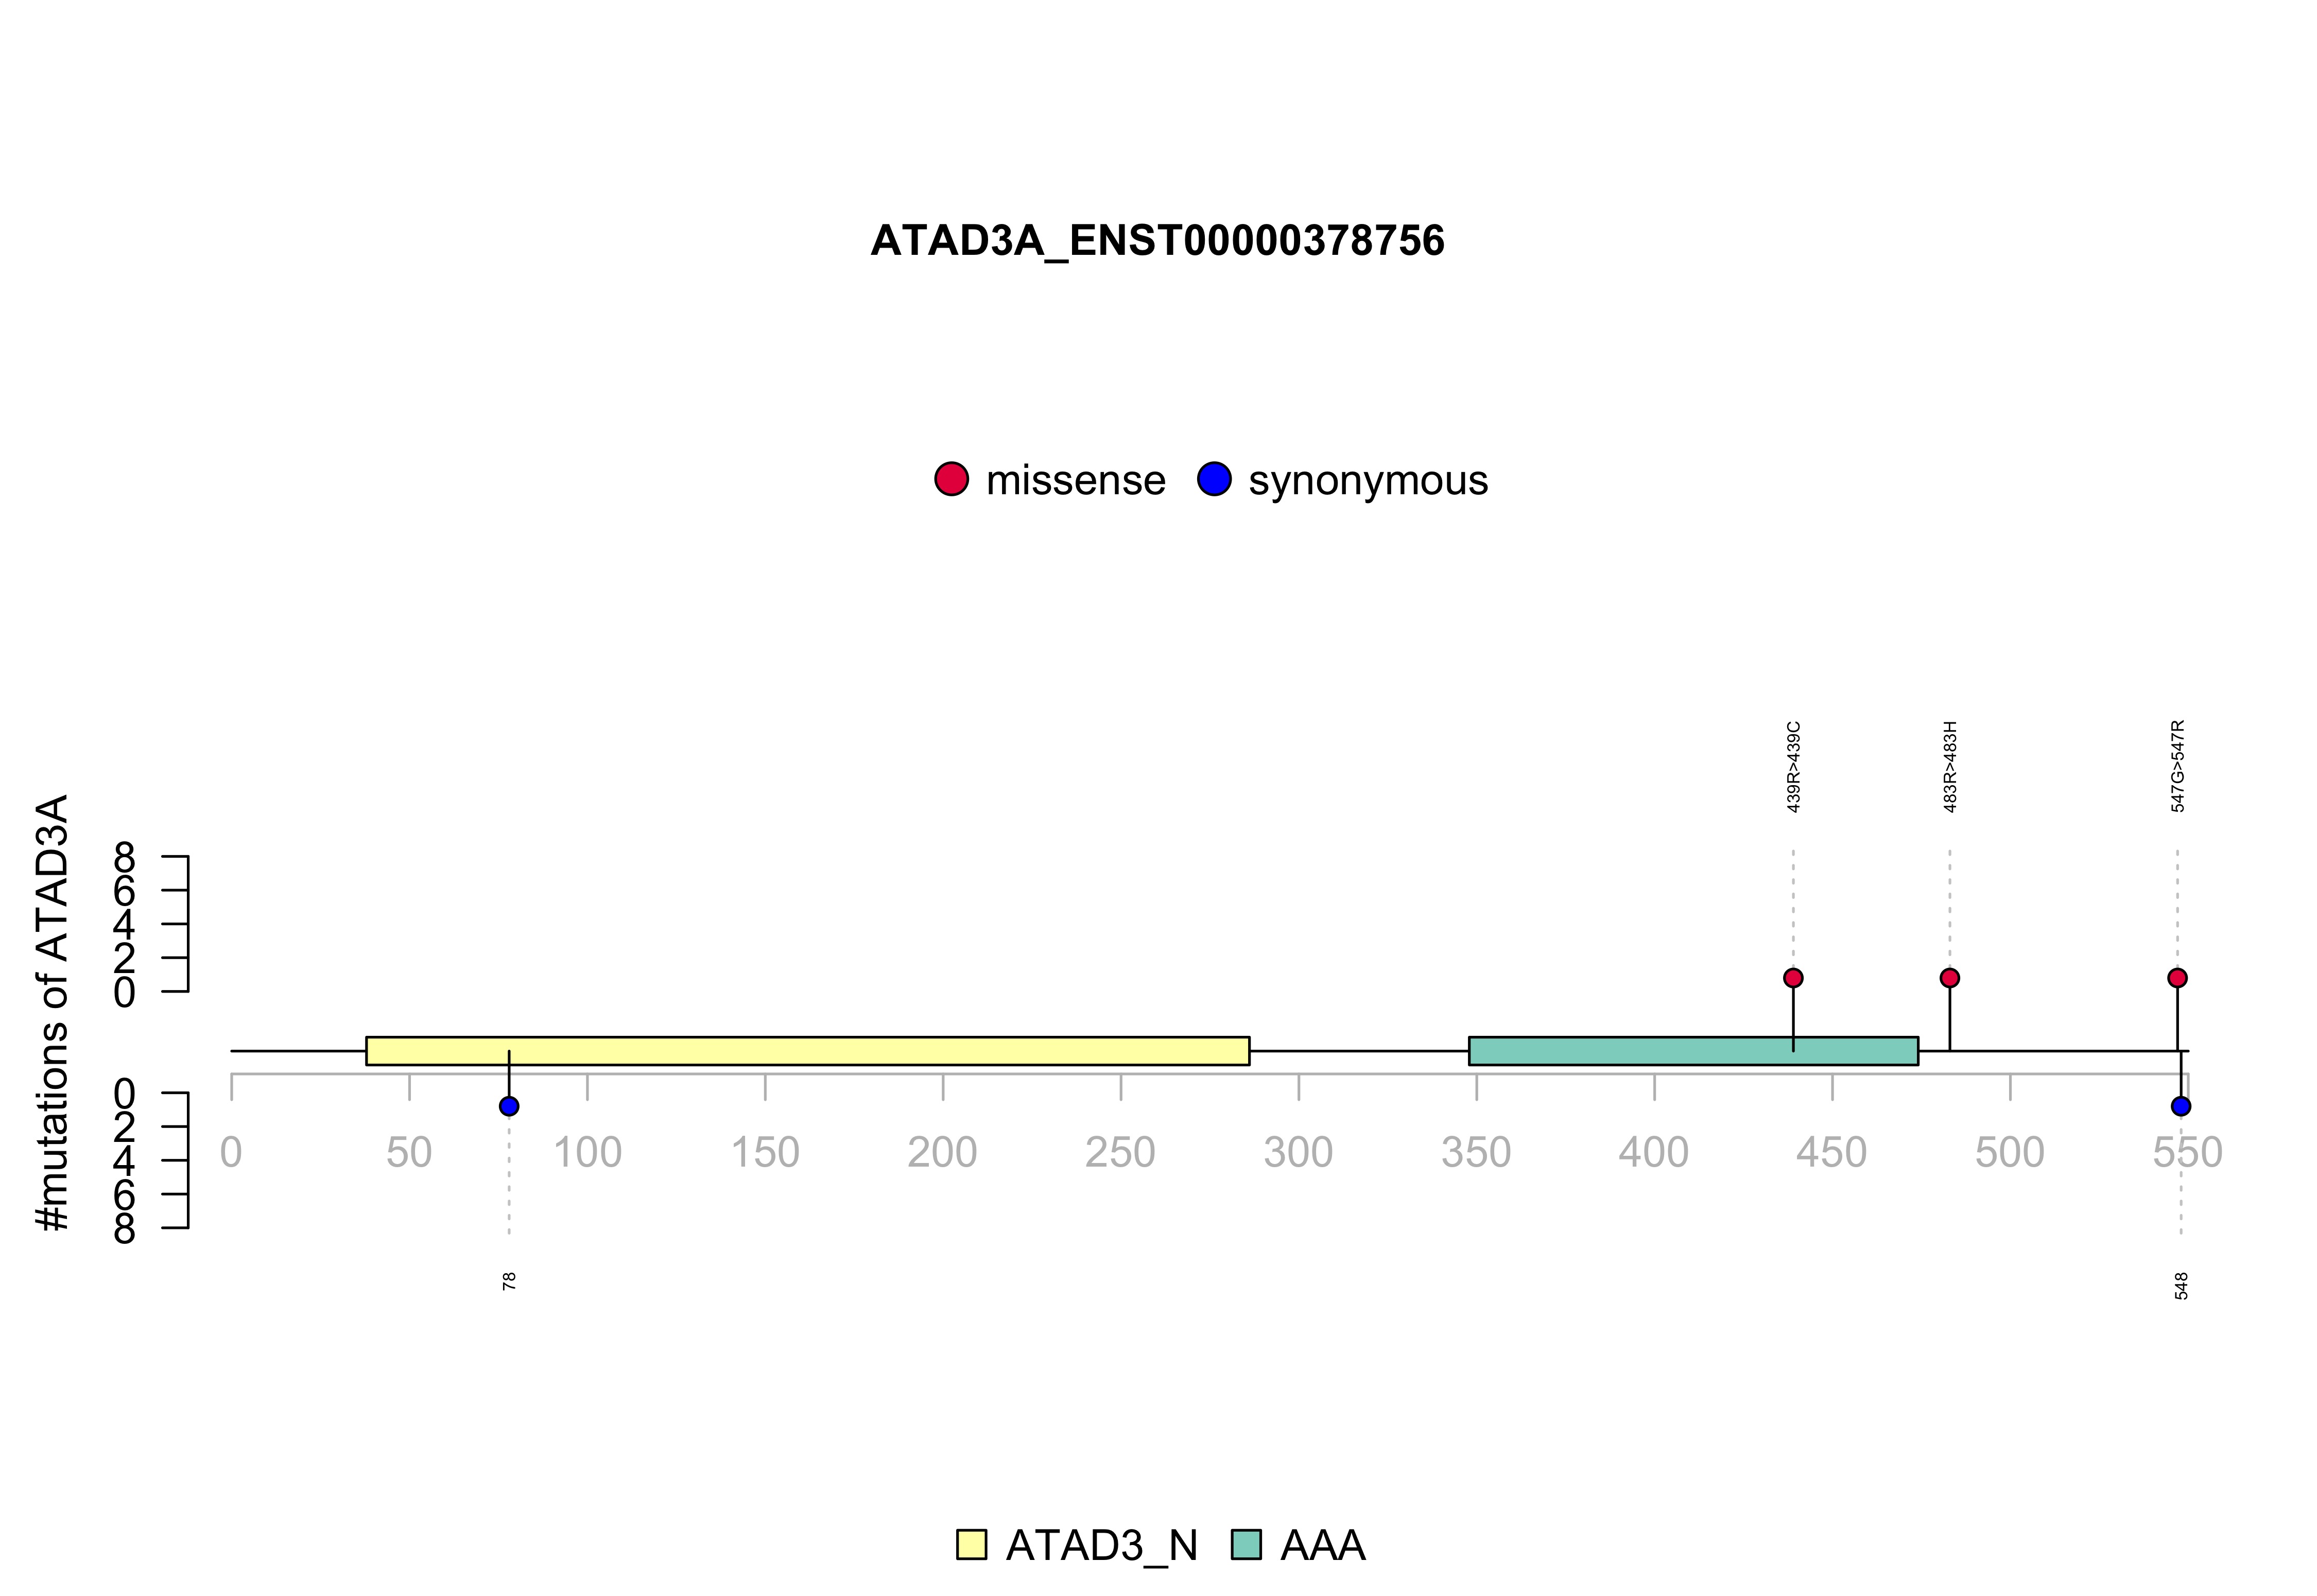 ATAD3A_ENST00000378756
missense synonymous
439R>439C
483R>483H
547G>547R
#mutations of ATAD3A
8
6
4
2
0
0
2
4
6
8
0 50 100 150 200 250 300 350 400 450 500 550
78
548
ATAD3_N AAA